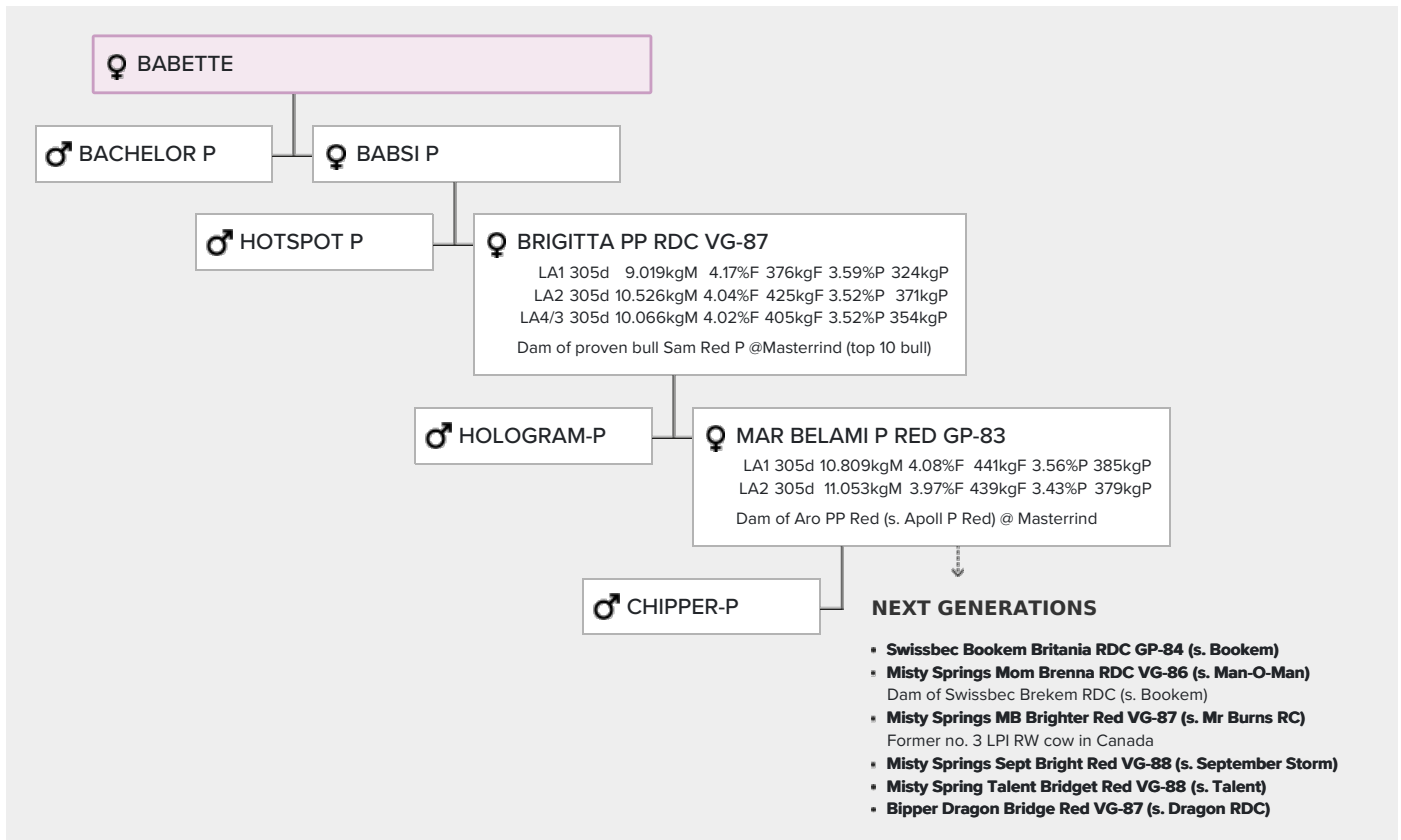 BABETTE
BACHELOR P
BABSI P
HOTSPOT P
BRIGITTA PP RDC VG-87
LA1 305d 9.019kgM 4.17%F 376kgF 3.59%P 324kgP
LA2 305d 10.526kgM 4.04%F 425kgF 3.52%P 371kgP
LA4/3 305d 10.066kgM 4.02%F 405kgF 3.52%P 354kgP
Dam of proven bull Sam Red P @Masterrind (top 10 bull)
HOLOGRAM-P
MAR BELAMI P RED GP-83
LA1 305d 10.809kgM 4.08%F 441kgF 3.56%P 385kgP
LA2 305d 11.053kgM 3.97%F 439kgF 3.43%P 379kgP
Dam of Aro PP Red (s. Apoll P Red) @ Masterrind
CHIPPER-P
NEXT GENERATIONS
Swissbec Bookem Britania RDC GP-84 (s. Bookem)
Misty Springs Mom Brenna RDC VG-86 (s. Man-O-Man)
Dam of Swissbec Brekem RDC (s. Bookem)
Misty Springs MB Brighter Red VG-87 (s. Mr Burns RC)
Former no. 3 LPI RW cow in Canada
Misty Springs Sept Bright Red VG-88 (s. September Storm)
Misty Spring Talent Bridget Red VG-88 (s. Talent)
Bipper Dragon Bridge Red VG-87 (s. Dragon RDC)